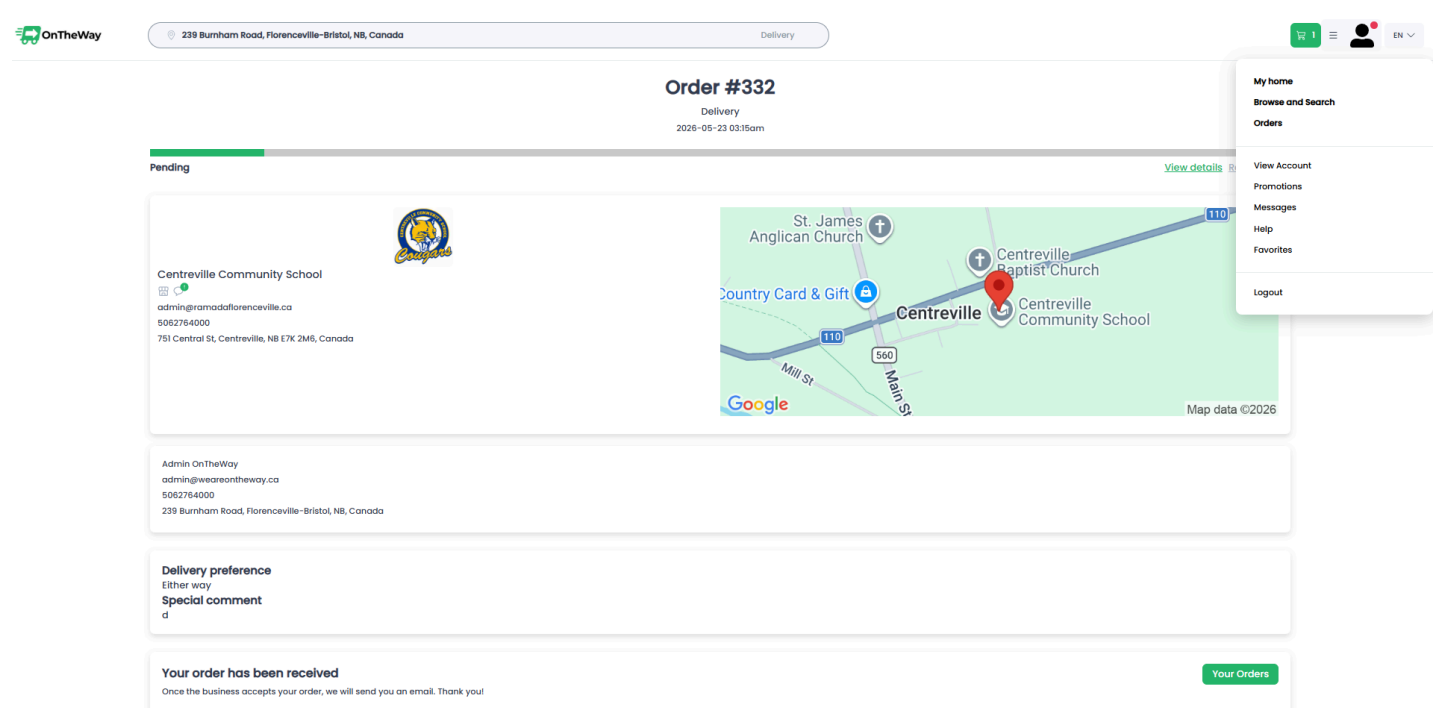 OnTheWay
239 Burnham Road, Florenceville-Bristol, NB, Canada
Delivery
1
EN
My home
Browse and Search
Orders
View Account
Promotions
Messages
Help
Favorites
Logout
Order #332
Delivery
2026-05-23 03:15am
Pending
View details
Cougars
Centreville Community School
admin@ramadaflorenceville.ca
5062764000
751 Central St, Centreville, NB E7K 2M6, Canada
St. James
Anglican Church
110
Centreville
Baptist Church
Country Card & Gift
Centreville
Centreville
Community School
110
560
Mill St
Main St
Google
Map data ©2026
Admin OnTheWay
admin@weareontheway.ca
5062764000
239 Burnham Road, Florenceville-Bristol, NB, Canada
Delivery preference
Either way
Special comment
d
Your order has been received
Your Orders
Once the business accepts your order, we will send you an email. Thank you!